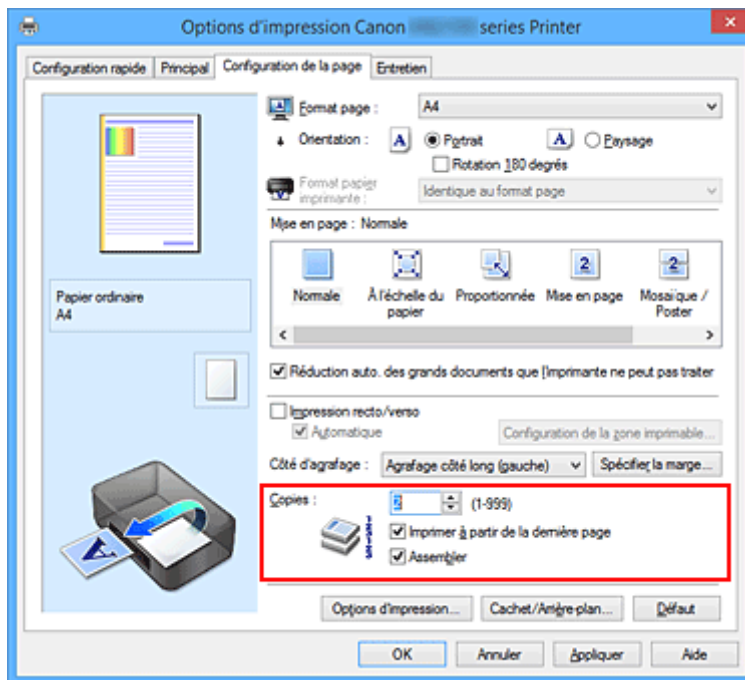 Options d'impression Canon series Printer
Configuration rapide Principal Configuration de la page Entretien
Format page : A4
Orientation : A Portrait A Paysage
Rotation 180 degrés
Format papier imprimante : Identique au format page
Mise en page : Normale
2 2
Normale À l'échelle du papier Proportionnée Mise en page Mosaïque / Poster
Papier ordinaire
A4
Réduction auto. des grands documents que l'imprimante ne peut pas traiter
Impression recto/verso
Automatique Configuration de la zone imprimable...
Côté d'agrafage : Agrafage côté long (gauche) Spécifier la marge...
Copies : 2 (1-999)
Imprimer à partir de la dernière page
Assembler
A
Options d'impression... Cachet/Arrière-plan... Défaut
OK Annuler Appliquer Aide